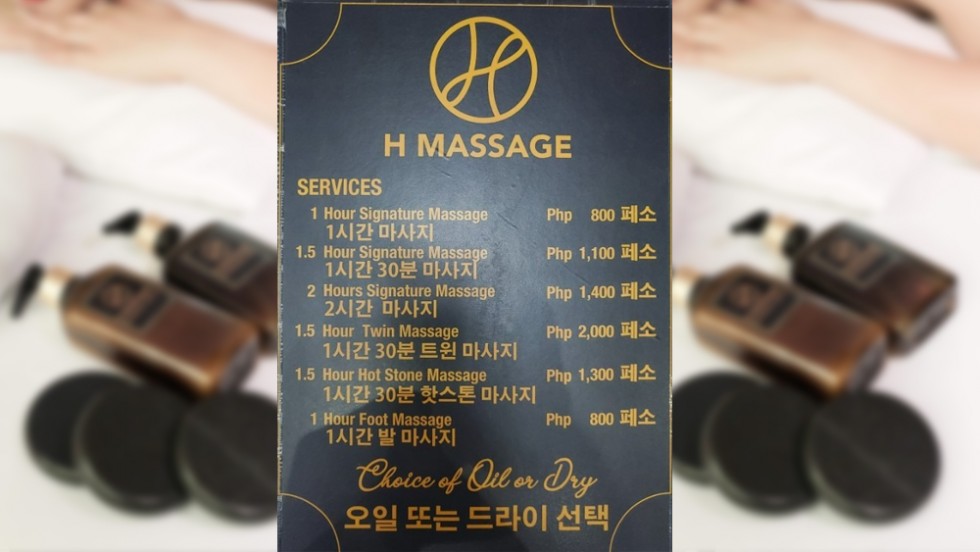 H MASSAGE
SERVICES
1 Hour Signature Massage Php 800 페소
1시간 마사지
1.5 Hour Signature Massage Php 1,100 페소
1시간 30분 마사지
2 Hours Signature Massage Php 1,400 페소
2시간 마사지
1.5 Hour Twin Massage Php 2,000 페소
1시간 30분 트윈 마사지
1.5 Hour Hot Stone Massage Php 1,300 페소
1시간 30분 핫스톤 마사지
1 Hour Foot Massage Php 800 페소
1시간 발 마사지
Choice of Oil or Dry
오일 또는 드라이 선택